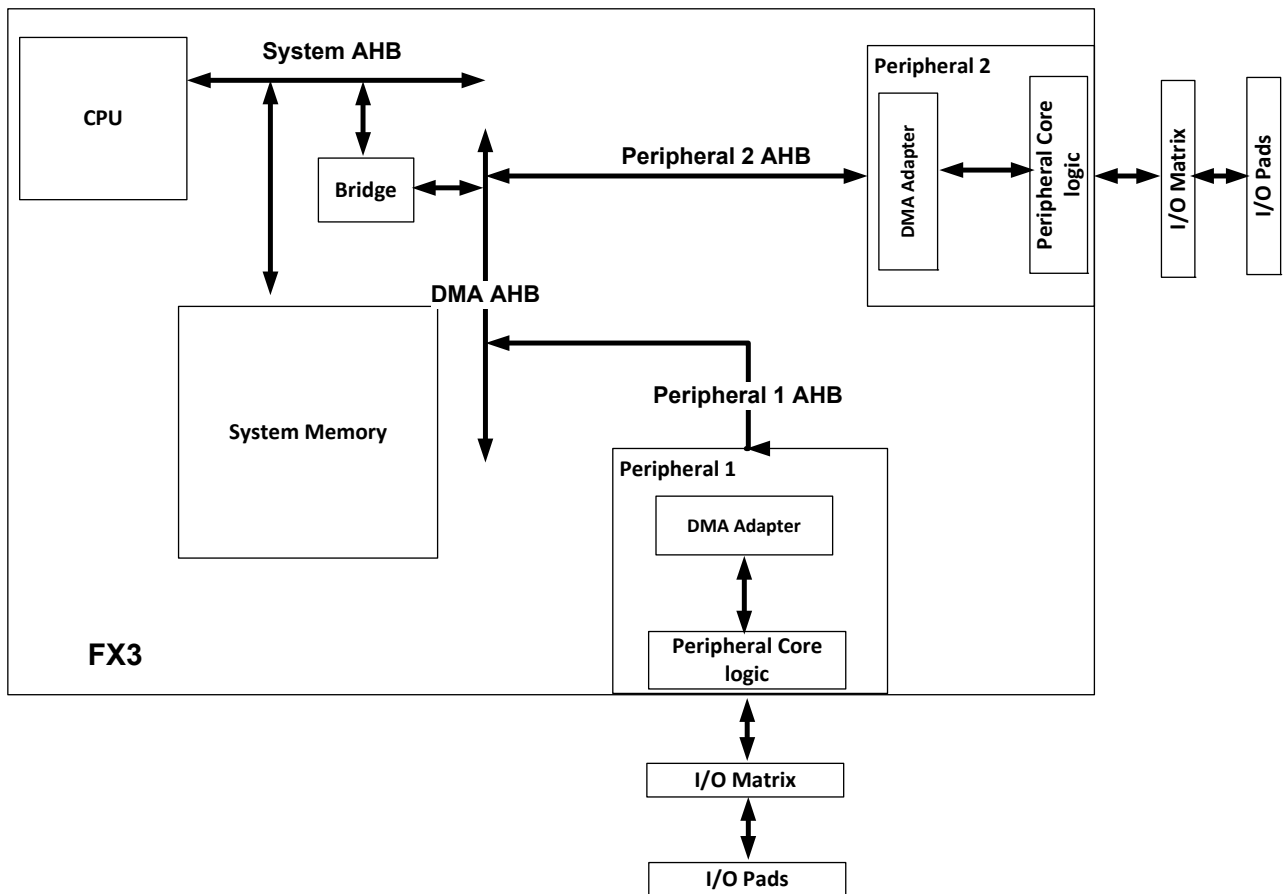 System AHB
CPU
Bridge
Peripheral 2 AHB
Peripheral 2
DMA Adapter
Peripheral Core
logic
I/O Matrix
I/O Pads
DMA AHB
System Memory
Peripheral 1 AHB
Peripheral 1
DMA Adapter
Peripheral Core
logic
FX3
I/O Matrix
I/O Pads